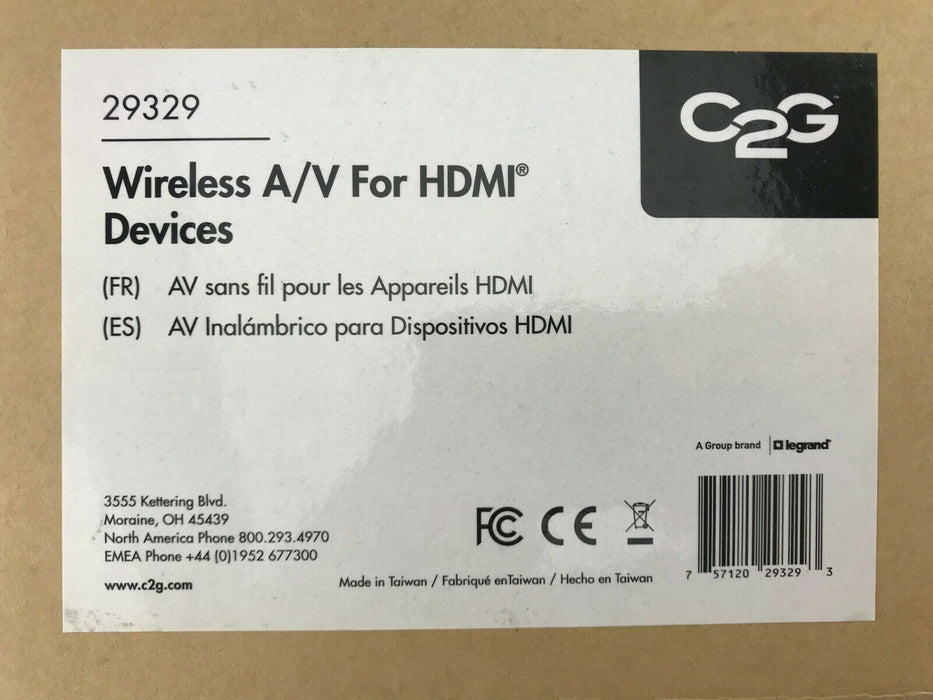 29329
C2G
Wireless A/V For HDMI®
Devices
(FR) AV sans fil pour les Appareils HDMI
(ES) AV Inalámbrico para Dispositivos HDMI
A Group brand legrand®
3555 Kettering Blvd.
Moraine, OH 45439
North America Phone 800.293.4970
EMEA Phone +44 (0)1952 677300
www.c2g.com
FC CE
Made in Taiwan / Fabriqué enTaiwan / Hecho en Taiwan
7 57120 29329 3